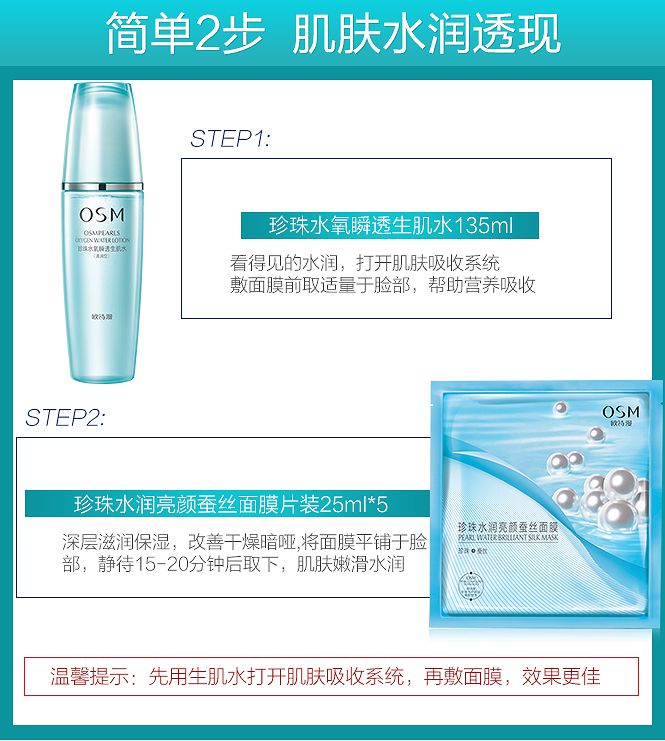 简单2步 肌肤水润透现
STEP1:
OSM
OSMPEARLS
OXYGEN WATER LOTION
珍珠水氧瞬透生肌水
欧诗漫
珍珠水氧瞬透生肌水135ml
看得见的水润，打开肌肤吸收系统
敷面膜前取适量于脸部，帮助营养吸收
STEP2:
珍珠水润亮颜蚕丝面膜片装25ml*5
深层滋润保湿，改善干燥暗哑,将面膜平铺于脸
部，静待15-20分钟后取下，肌肤嫩滑水润
OSM
欧诗漫
珍珠水润亮颜蚕丝面膜
PEARL WATER BRILLIANT SILK MASK
珍珠+蚕丝
OSM
温馨提示：先用生肌水打开肌肤吸收系统，再敷面膜，效果更佳